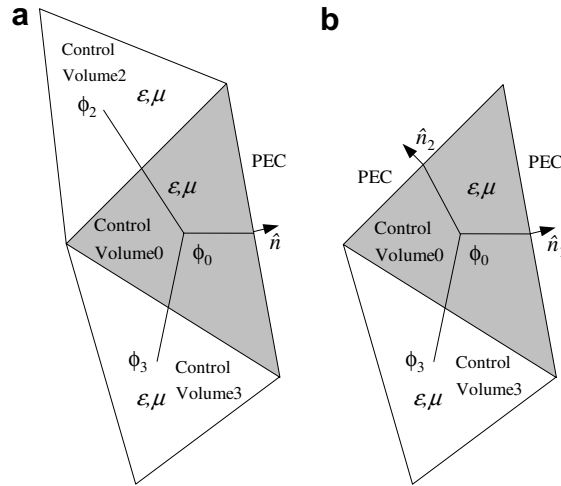 a
Control
Volume2
ε,μ
ϕ2
PEC
ε,μ
Control
Volume0
ϕ0
n̂
ϕ3
Control
Volume3
ε,μ
b
n̂2
PEC
ε,μ
PEC
Control
Volume0
ϕ0
n̂
ϕ3
Control
Volume3
ε,μ